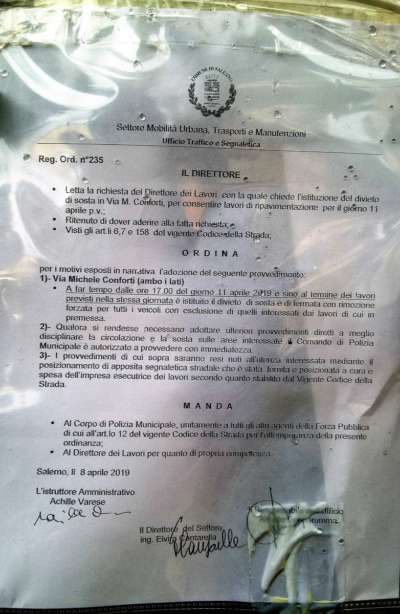 COMUNE DI SALERNO
Settore Mobilità Urbana, Trasporti e Manutenzioni
Ufficio Traffico e Segnaletica
Reg. Ord. n°235
IL DIRETTORE
• Letta la richiesta del Direttore dei Lavori con la quale chiede l'istituzione del divieto
di sosta in Via M. Conforti, per consentire lavori di ripavimentazione per il giorno 11
aprile p.v.;
• Ritenuto di dover aderire alla fatta richiesta;
• Visti gli art.li 6,7 e 158 del vigente Codice della Strada;
O R D I N A
per i motivi esposti in narrativa l'adozione del seguente provvedimento:
1)- Via Michele Conforti (ambo i lati)
• A far tempo dalle ore 17.00 del giorno 11 aprile 2019 e sino al termine dei lavori
previsti nella stessa giornata è istituito il divieto di sosta e di fermata con rimozione
forzata per tutti i veicoli con esclusione di quelli interessati dai lavori di cui in
premessa.
2)- Qualora si rendesse necessario adottare ulteriori provvedimenti diretti a meglio
disciplinare la circolazione e la sosta sulle aree interessate il Comando di Polizia
Municipale è autorizzato a provvedere con immediatezza.
3)- I provvedimenti di cui sopra saranno resi noti all'utenza interessata mediante il
posizionamento di apposita segnaletica stradale che è stata fornita e posizionata a cura e
spesa dell'impresa esecutrice dei lavori secondo quanto stabilito dal Vigente Codice della
Strada.
M A N D A
• Al Corpo di Polizia Municipale, unitamente a tutti gli altri agenti della Forza Pubblica
di cui all'art.lo 12 del vigente Codice della Strada per l'ottemperanza della presente
ordinanza;
• Al Direttore dei Lavori per quanto di propria competenza.
Salerno, lì 8 aprile 2019
L'istruttore Amministrativo
Achille Varese
Il Direttore del Settore
ing. Elvira Cantarella